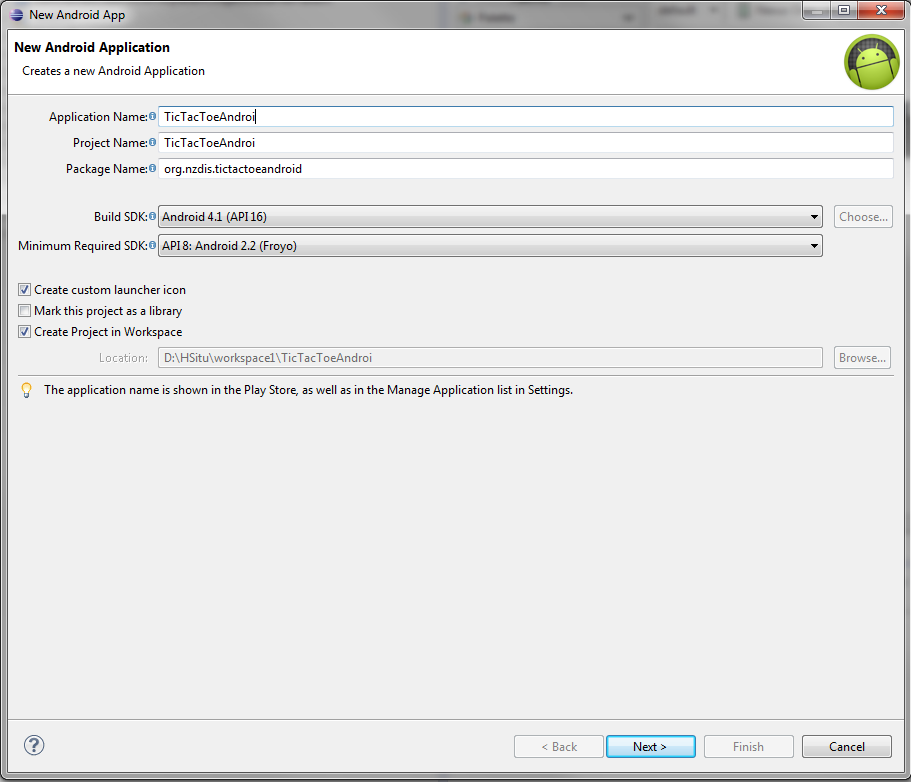 New Android App
New Android Application
Creates a new Android Application
Application Name: TicTacToeAndroi
Project Name: TicTacToeAndroi
Package Name: org.nzdis.tictactoeandroid
Build SDK: Android 4.1 (API 16) Choose...
Minimum Required SDK: API 8: Android 2.2 (Froyo)
Create custom launcher icon
Mark this project as a library
Create Project in Workspace
Location: D:\HSitu\workspace1\TicTacToeAndroi Browse...
The application name is shown in the Play Store, as well as in the Manage Application list in Settings.
? < Back Next > Finish Cancel